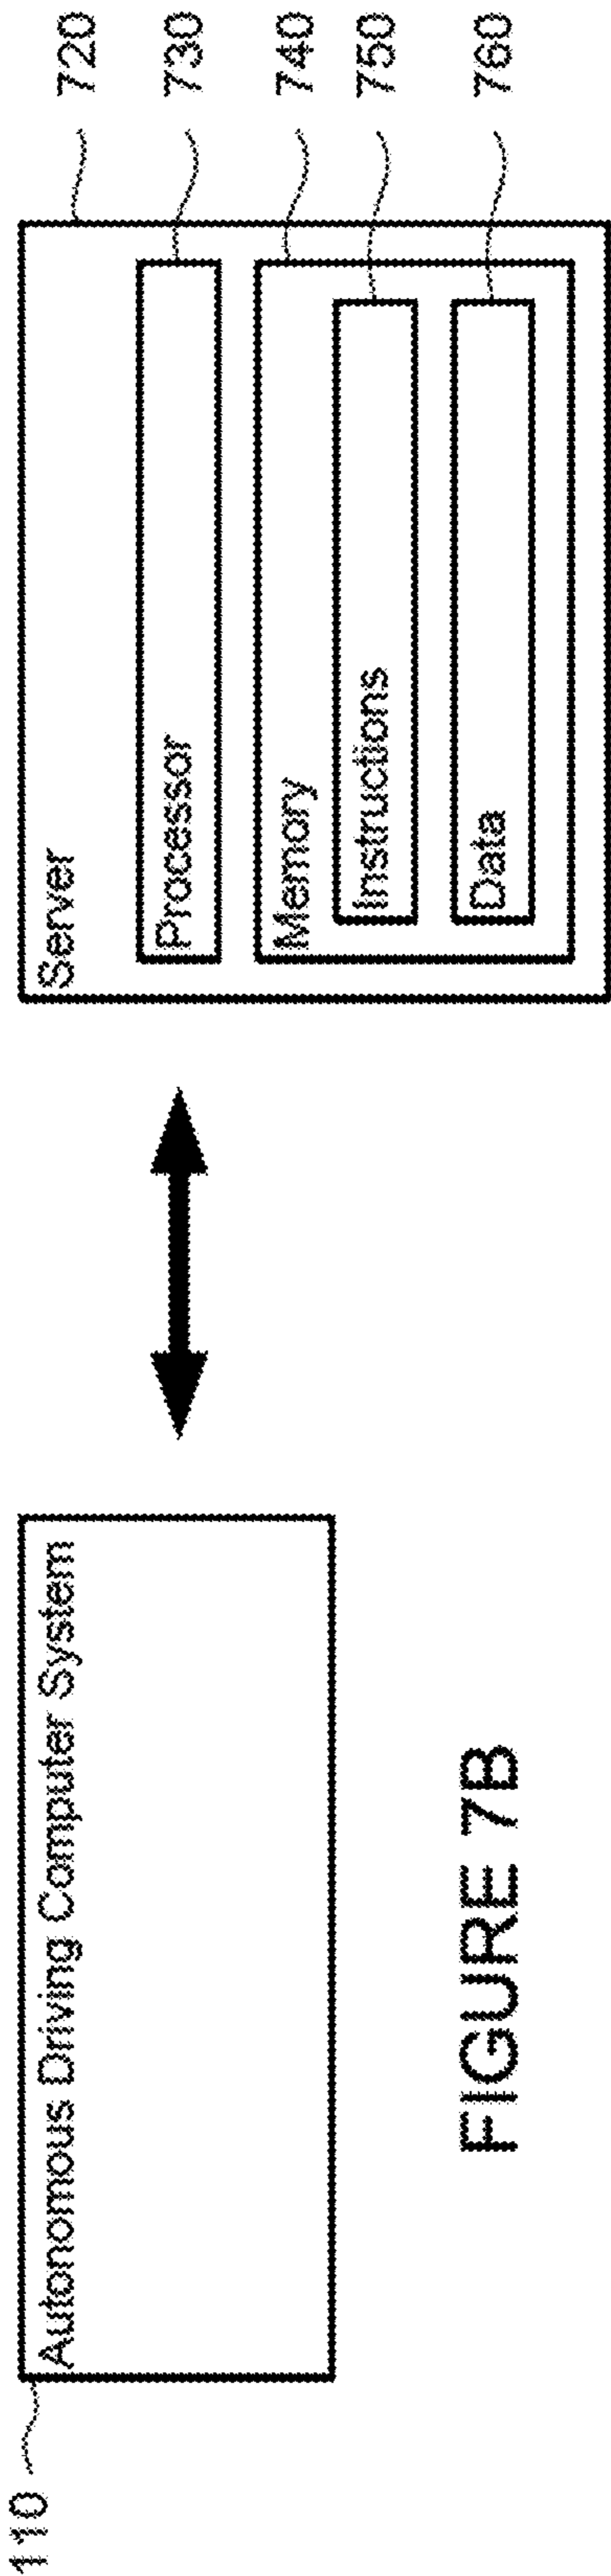 110
Autonomous Driving Computer System
Server
720
Processor
730
Memory
740
Instructions
750
Data
760
FIGURE 7B